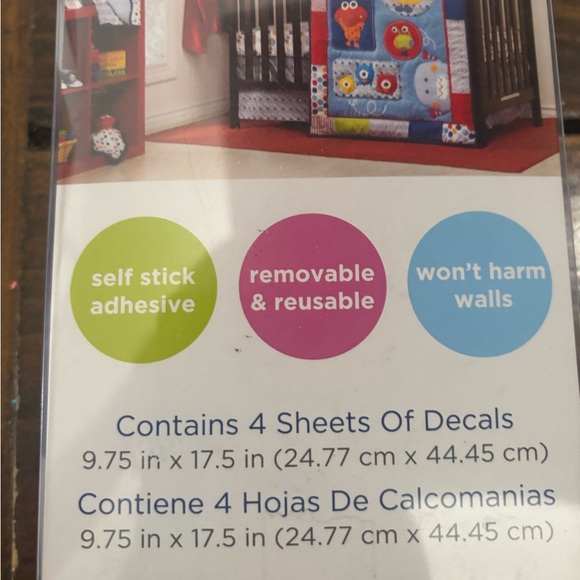 self stick
adhesive
removable
& reusable
won't harm
walls
Contains 4 Sheets Of Decals
9.75 in x 17.5 in (24.77 cm x 44.45 cm)
Contiene 4 Hojas De Calcomanias
9.75 in x 17.5 in (24.77 cm x 44.45 cm)